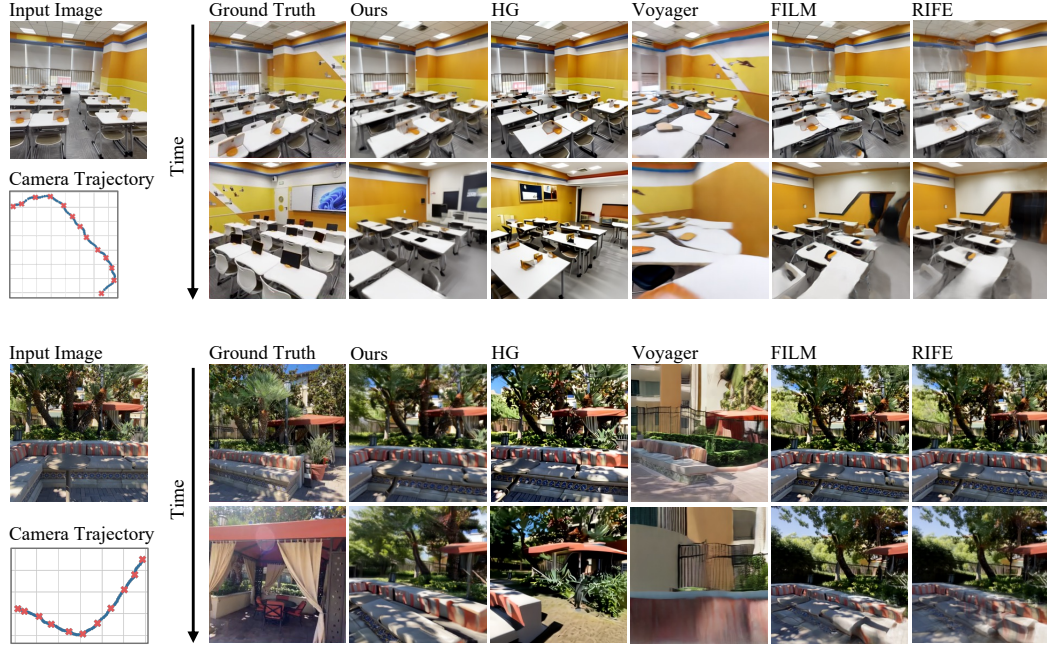 Input Image
Ground Truth
Ours
HG
Voyager
FILM
RIFE
Time
Camera Trajectory
Input Image
Ground Truth
Ours
HG
Voyager
FILM
RIFE
Time
Camera Trajectory